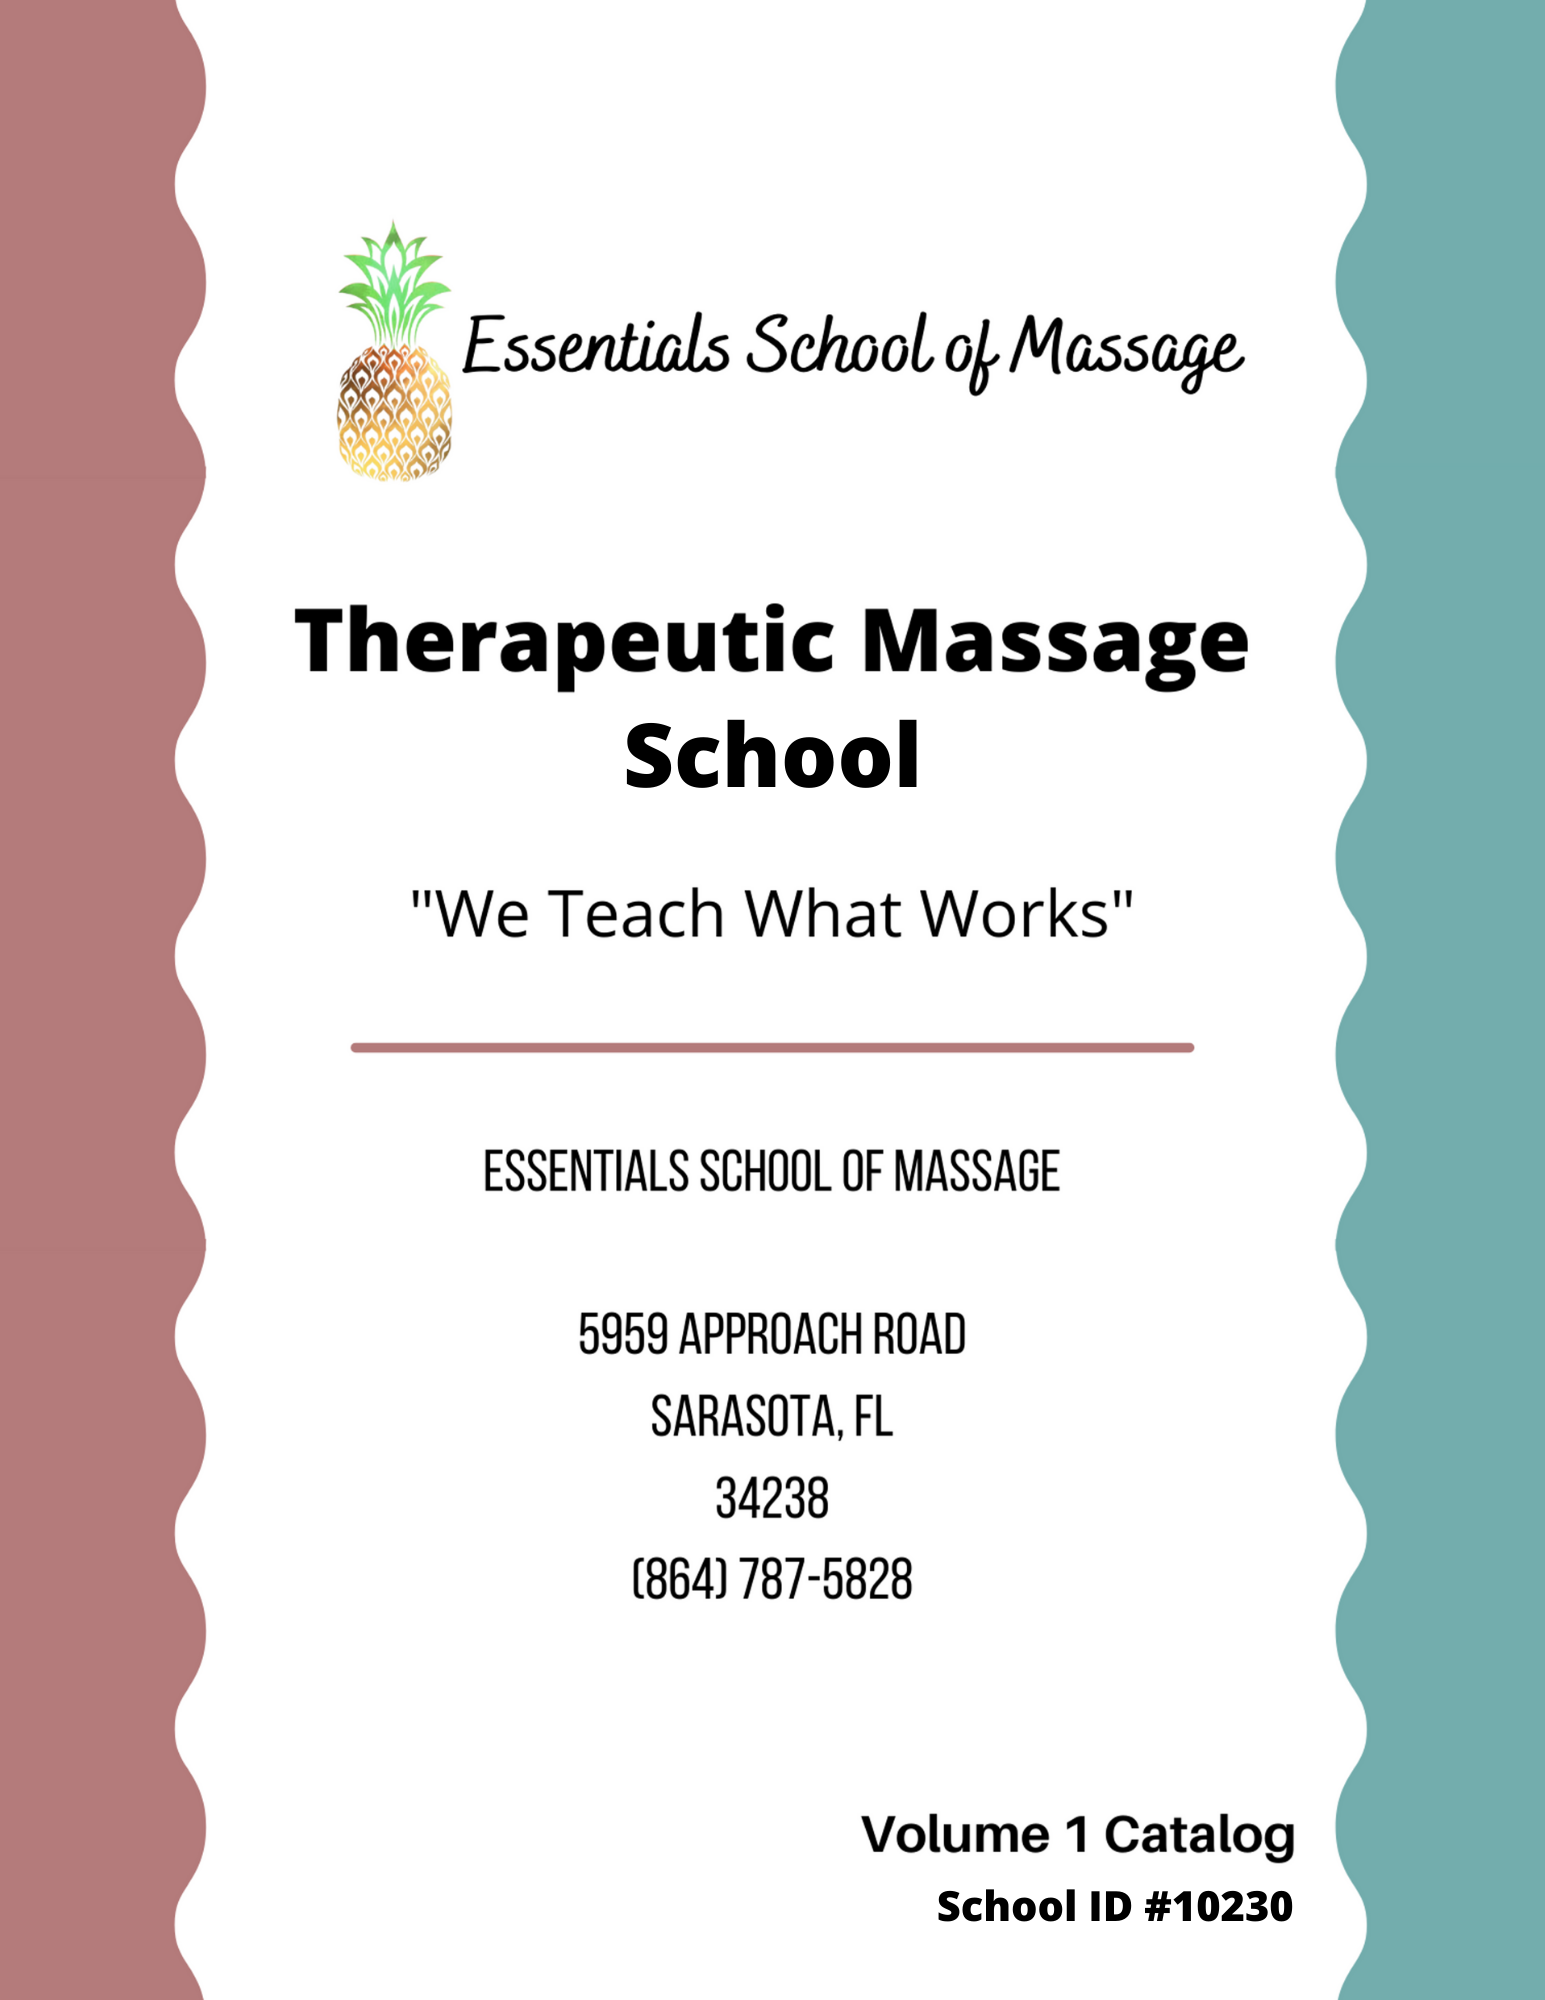 Essentials School of Massage
Therapeutic Massage
School
"We Teach What Works"
ESSENTIALS SCHOOL OF MASSAGE
5959 APPROACH ROAD
SARASOTA, FL
34238
(864) 787-5828
Volume 1 Catalog
School ID #10230